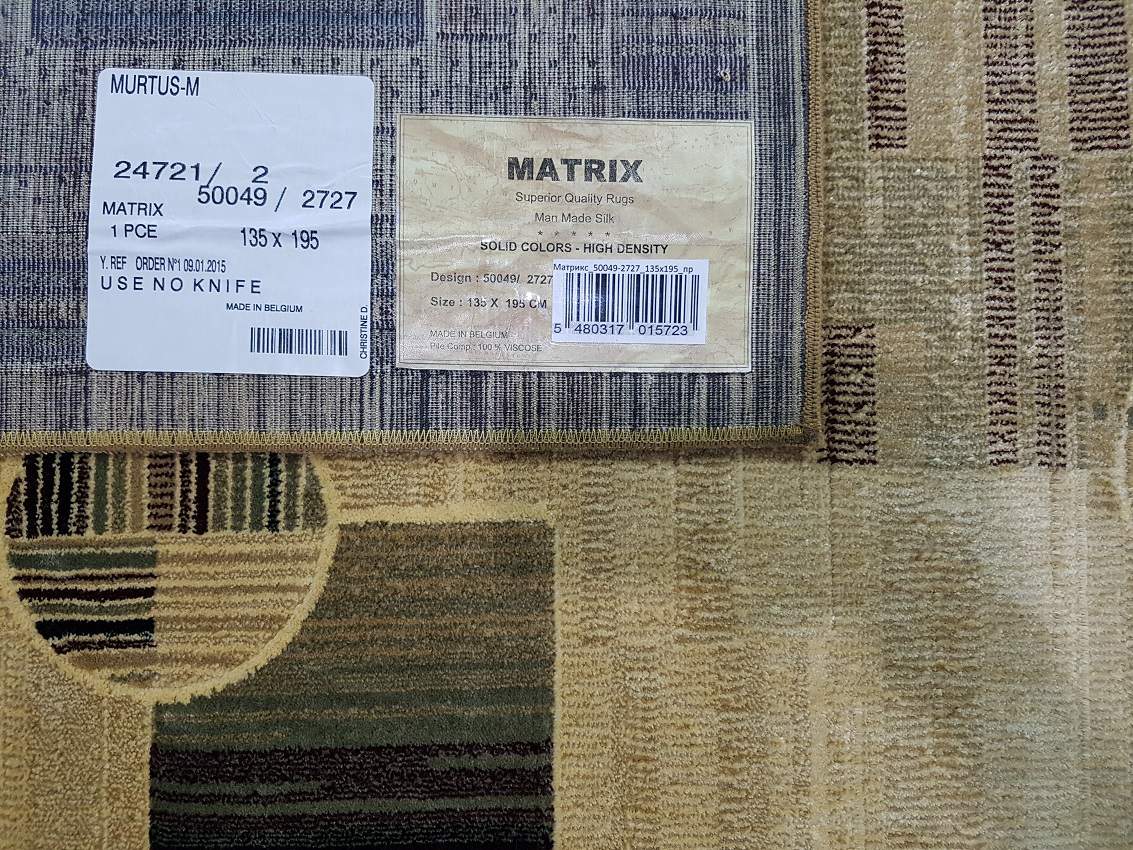 MURTUS-M
24721/ 2
50049 / 2727
MATRIX
1 PCE 135 x 195
Y. REF ORDER N°1 09.01.2015
USE NO KNIFE
MADE IN BELGIUM
CHRISTINE D.
MATRIX
Superior Quality Rugs
Man Made Silk
* * * * *
SOLID COLORS - HIGH DENSITY
Design : 50049/ 2727
Size : 135 X 195 CM
MADE IN BELGIUM
Pile Comp.: 100 % VISCOSE
Матрикс_50049-2727_135x195_пр
5 480317 015723